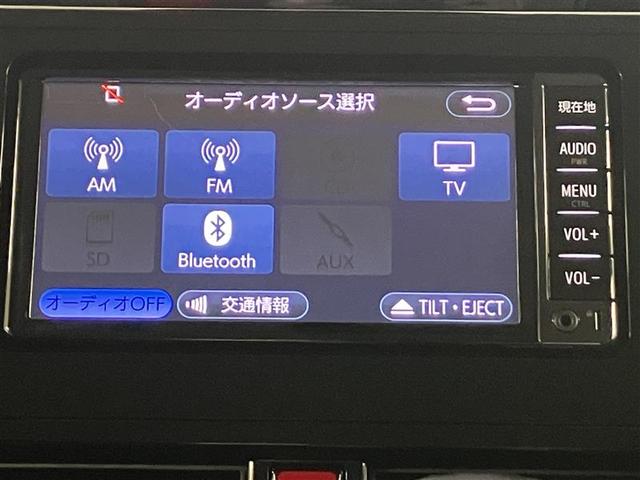 オーディオソース選択
現在地
AM
FM
CD
TV
AUDIO
PWR
MENU
CTRL
SD
Bluetooth
AUX
VOL+
VOL-
オーディオOFF
交通情報
TILT・EJECT